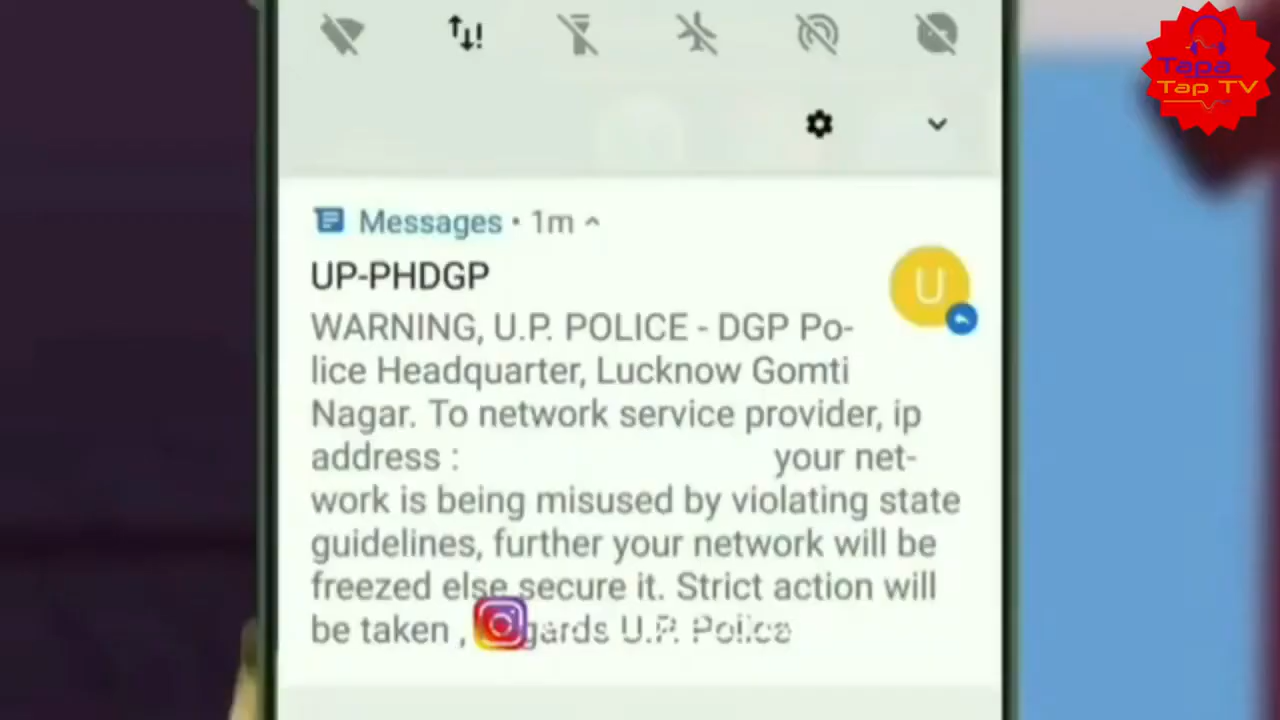 Tapa
Tap TV
Messages • 1m
UP-PHDGP
U
WARNING, U.P. POLICE - DGP Po-
lice Headquarter, Lucknow Gomti
Nagar. To network service provider, ip
address :                     your net-
work is being misused by violating state
guidelines, further your network will be
freezed else secure it. Strict action will
be taken , gards U.P. Police